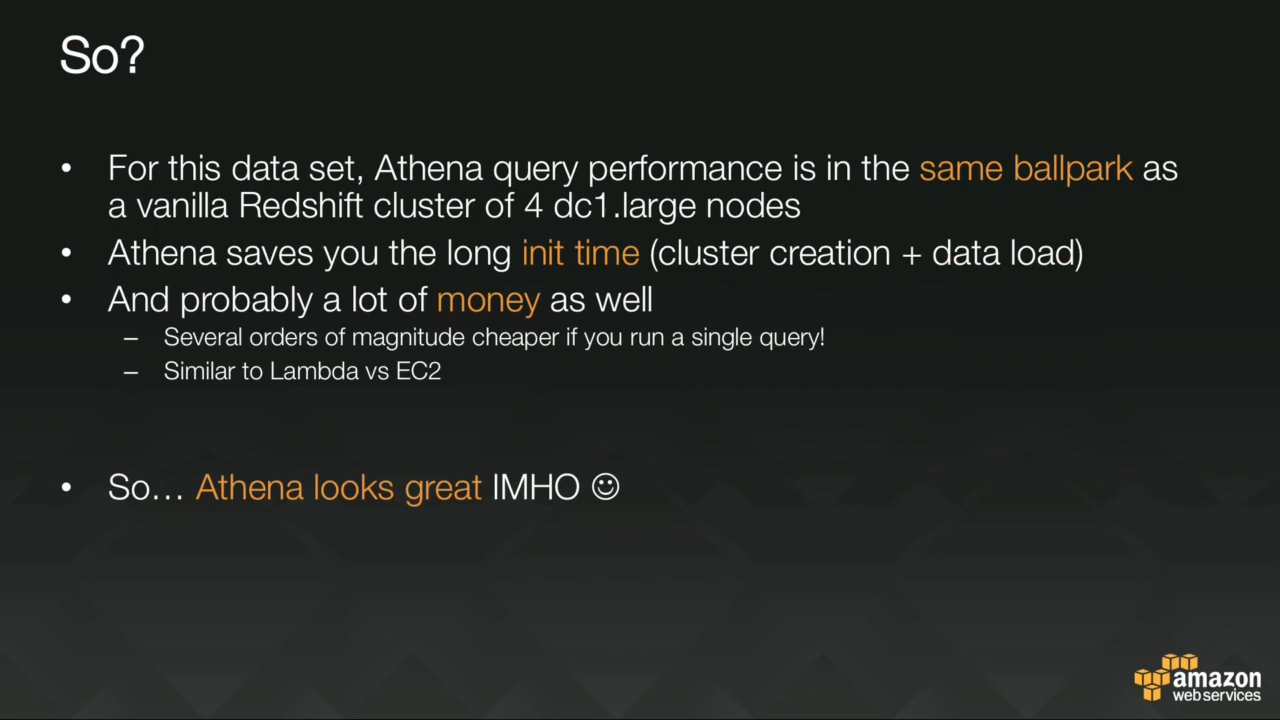 So?
• For this data set, Athena query performance is in the same ballpark as
a vanilla Redshift cluster of 4 dc1.large nodes
• Athena saves you the long init time (cluster creation + data load)
• And probably a lot of money as well
– Several orders of magnitude cheaper if you run a single query!
– Similar to Lambda vs EC2
• So… Athena looks great IMHO ☺
amazon
web services